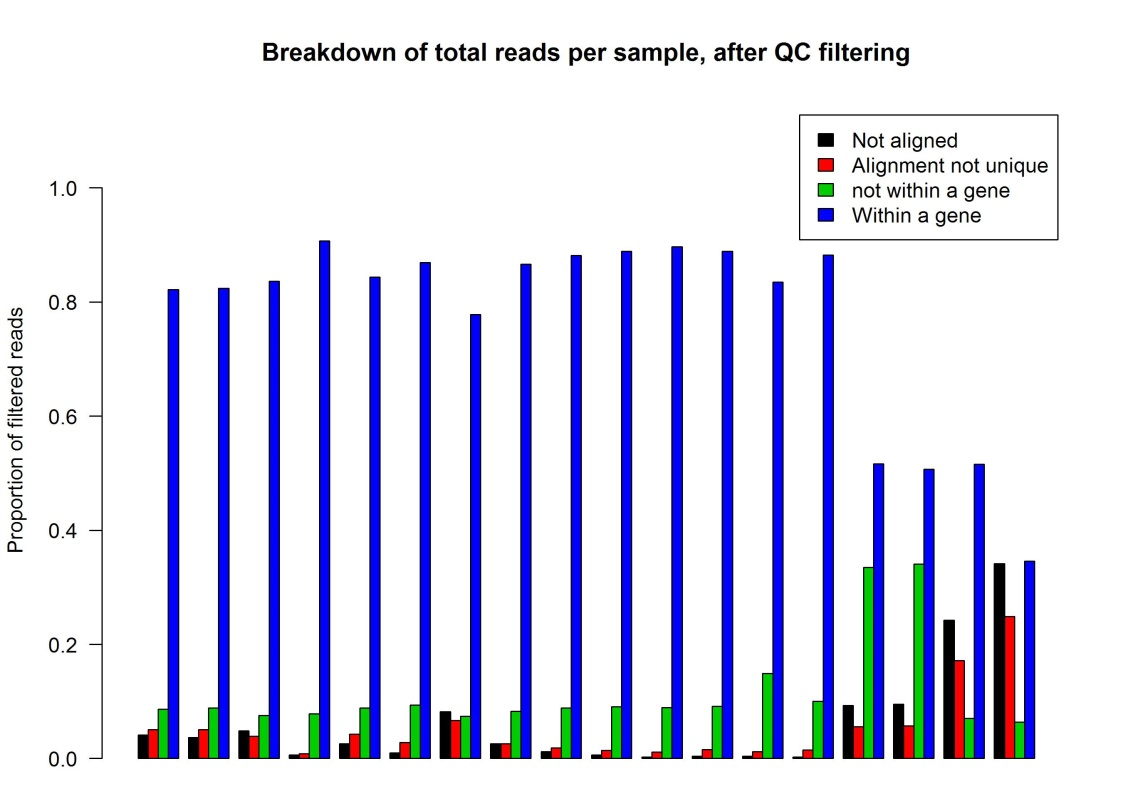 Breakdown of total reads per sample, after QC filtering
Not aligned
Alignment not unique
not within a gene
Within a gene
Proportion of filtered reads
1.0
0.8
0.6
0.4
0.2
0.0